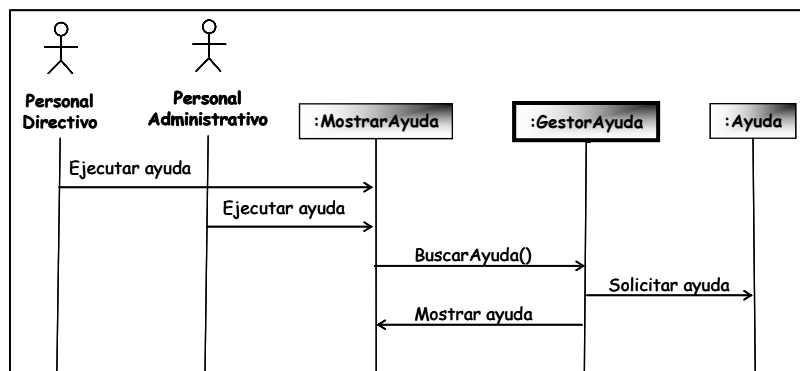 Personal
Directivo
Personal
Administrativo
:MostrarAyuda
:GestorAyuda
:Ayuda
Ejecutar ayuda
Ejecutar ayuda
BuscarAyuda()
Solicitar ayuda
Mostrar ayuda